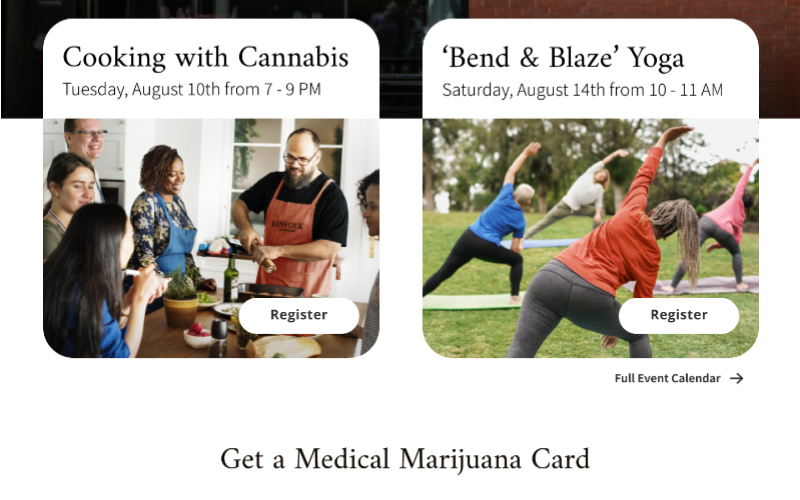 Cooking with Cannabis
Tuesday, August 10th from 7 - 9 PM
KINFOLK
Register
‘Bend & Blaze’ Yoga
Saturday, August 14th from 10 - 11 AM
Register
Full Event Calendar
Get a Medical Marijuana Card